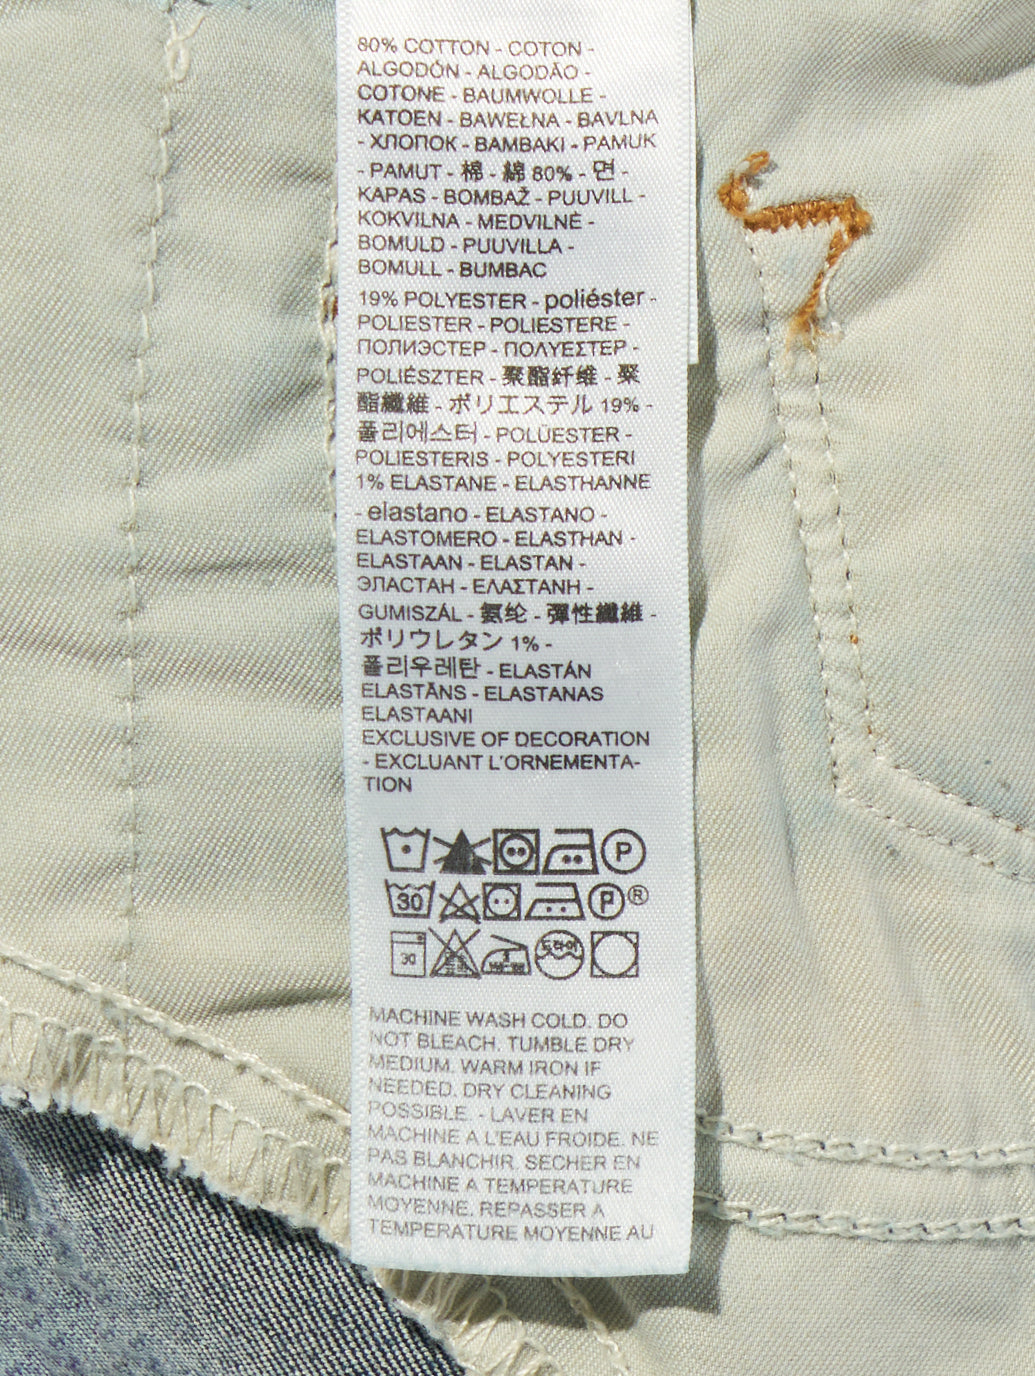 80% COTTON - COTON -
ALGODÓN - ALGODÃO -
COTONE - BAUMWOLLE -
KATOEN - BAWEŁNA - BAVLNA
- ХЛОПОК - BAMBAKI - PAMUK
- PAMUT - 棉 - 綿 80% - 면 -
KAPAS - BOMBAŽ - PUUVILL -
KOKVILNA - MEDVILNĖ -
BOMULD - PUUVILLA -
BOMULL - BUMBAC
19% POLYESTER - poliéster -
POLIESTER - POLIESTERE -
ПОЛИЭСТЕР - ΠΟΛΥΕΣΤΕΡ -
POLIÉSZTER - 聚酯纤维 - 聚
酯纖維 - ポリエステル 19% -
폴리에스터 - POLÜESTER -
POLIESTERIS - POLYESTERI
1% ELASTANE - ELASTHANNE
- elastano - ELASTANO -
ELASTOMERO - ELASTHAN -
ELASTAAN - ELASTAN -
ЭЛАСТАН - ΕΛΑΣΤΑΝΗ -
GUMISZÁL - 氨纶 - 彈性纖維 -
ポリウレタン 1% -
폴리우레탄 - ELASTÁN
ELASTĀNS - ELASTANAS
ELASTAANI
EXCLUSIVE OF DECORATION
- EXCLUANT L'ORNEMENTA-
TION
P
30 P ®
30 드라이
MACHINE WASH COLD. DO
NOT BLEACH. TUMBLE DRY
MEDIUM. WARM IRON IF
NEEDED. DRY CLEANING
POSSIBLE. - LAVER EN
MACHINE A L'EAU FROIDE. NE
PAS BLANCHIR. SECHER EN
MACHINE A TEMPERATURE
MOYENNE. REPASSER A
TEMPERATURE MOYENNE AU